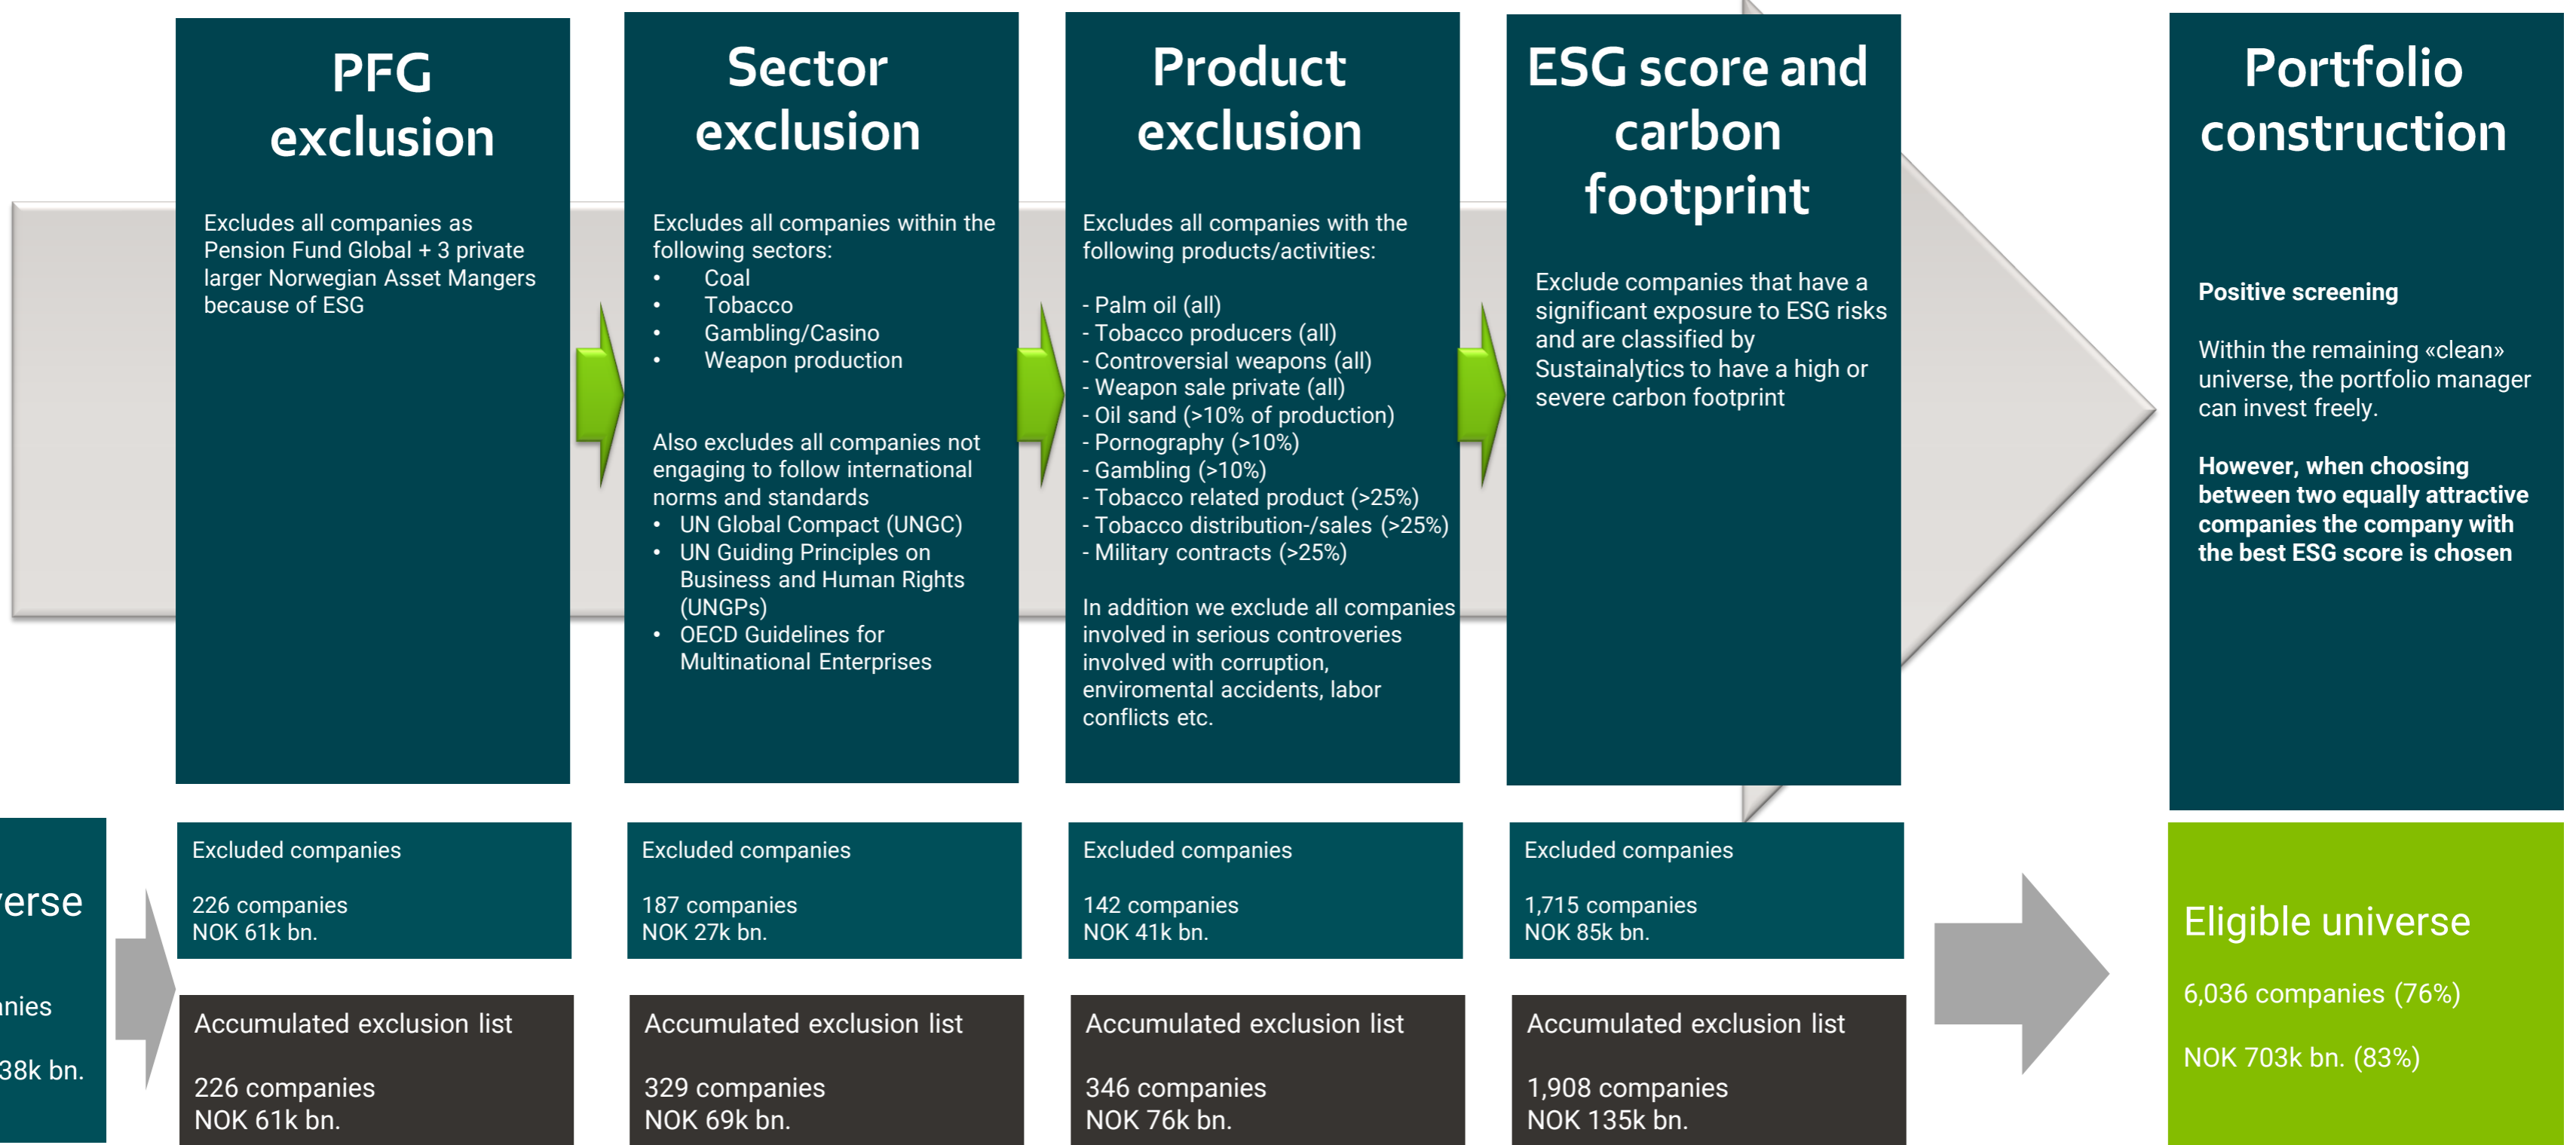 PFG
exclusion
Excludes all companies as
Pension Fund Global + 3 private
larger Norwegian Asset Mangers
because of ESG
Sector
exclusion
Excludes all companies within the
following sectors:
• Coal
• Tobacco
• Gambling/Casino
• Weapon production
Also excludes all companies not
engaging to follow international
norms and standards
• UN Global Compact (UNGC)
• UN Guiding Principles on
Business and Human Rights
(UNGPs)
• OECD Guidelines for
Multinational Enterprises
Product
exclusion
Excludes all companies with the
following products/activities:
- Palm oil (all)
- Tobacco producers (all)
- Controversial weapons (all)
- Weapon sale private (all)
- Oil sand (>10% of production)
- Pornography (>10%)
- Gambling (>10%)
- Tobacco related product (>25%)
- Tobacco distribution-/sales (>25%)
- Military contracts (>25%)
In addition we exclude all companies
involved in serious controveries
involved with corruption,
enviromental accidents, labor
conflicts etc.
ESG score and
carbon
footprint
Exclude companies that have a
significant exposure to ESG risks
and are classified by
Sustainalytics to have a high or
severe carbon footprint
Portfolio
construction
Positive screening
Within the remaining «clean»
universe, the portfolio manager
can invest freely.
However, when choosing
between two equally attractive
companies the company with
the best ESG score is chosen
verse
anies
38k bn.
Excluded companies
226 companies
NOK 61k bn.
Accumulated exclusion list
226 companies
NOK 61k bn.
Excluded companies
187 companies
NOK 27k bn.
Accumulated exclusion list
329 companies
NOK 69k bn.
Excluded companies
142 companies
NOK 41k bn.
Accumulated exclusion list
346 companies
NOK 76k bn.
Excluded companies
1,715 companies
NOK 85k bn.
Accumulated exclusion list
1,908 companies
NOK 135k bn.
Eligible universe
6,036 companies (76%)
NOK 703k bn. (83%)